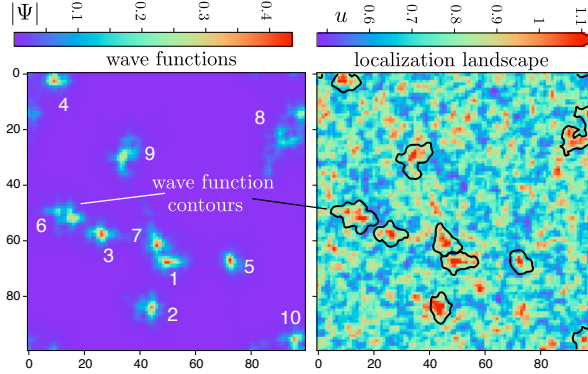 |Ψ| 0.1 0.2 0.3 0.4
u 0.6 0.7 0.8 0.9 1 1.1
wave functions
localization landscape
0
20
40
60
80
4
8
9
wave function
contours
6
7
3
1
5
2
10
0 20 40 60 80
0 20 40 60 80